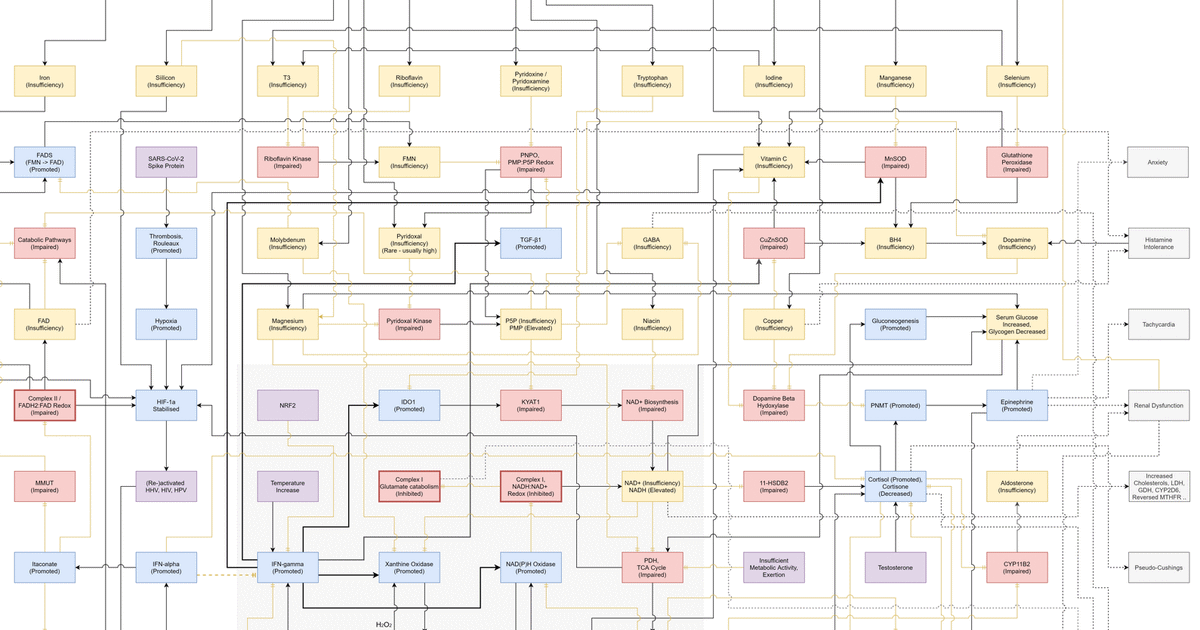 Iron
(Insufficiency)
Silicon
(Insufficiency)
T3
(Insufficiency)
Riboflavin
(Insufficiency)
Pyridoxine /
Pyridoxamine
(Insufficiency)
Tryptophan
(Insufficiency)
Iodine
(Insufficiency)
Manganese
(Insufficiency)
Selenium
(Insufficiency)
FADS
(FMN -> FAD)
(Promoted)
SARS-CoV-2
Spike Protein
Riboflavin Kinase
(Impaired)
FMN
(Insufficiency)
PNPO,
PMP:P5P Redox
(Impaired)
Vitamin C
(Insufficiency)
MnSOD
(Impaired)
Glutathione
Peroxidase
(Impaired)
Anxiety
Catabolic Pathways
(Impaired)
Thrombosis,
Rouleaux
(Promoted)
Molybdenum
(Insufficiency)
Pyridoxal
(Insufficiency)
(Rare - usually high)
TGF-β1
(Promoted)
GABA
(Insufficiency)
CuZnSOD
(Impaired)
BH4
(Insufficiency)
Dopamine
(Insufficiency)
Histamine
Intolerance
FAD
(Insufficiency)
Hypoxia
(Promoted)
Magnesium
(Insufficiency)
Pyridoxal Kinase
(Impaired)
P5P (Insufficiency)
PMP (Elevated)
Niacin
(Insufficiency)
Copper
(Insufficiency)
Gluconeogenesis
(Promoted)
Serum Glucose
Increased,
Glycogen Decreased
Tachycardia
Complex II /
FADH2:FAD Redox
(Impaired)
HIF-1a
Stabilised
NRF2
IDO1
(Promoted)
KYAT1
(Impaired)
NAD+ Biosynthesis
(Impaired)
Dopamine Beta
Hydoxylase
(Impaired)
PNMT (Promoted)
Epinephrine
(Promoted)
Renal Dysfunction
MMUT
(Impaired)
(Re-)activated
HHV, HIV, HPV
Temperature
Increase
Complex I
Glutamate catabolism
(Inhibited)
Complex I,
NADH:NAD+
Redox (Inhibited)
NAD+ (Insufficiency)
NADH (Elevated)
11-HSDB2
(Impaired)
Cortisol (Promoted),
Cortisone
(Decreased)
Aldosterone
(Insufficiency)
Increased
Cholesterols, LDH,
GDH, CYP2D6,
Reversed MTHFR ..
Itaconate
(Promoted)
IFN-alpha
(Promoted)
IFN-gamma
(Promoted)
Xanthine Oxidase
(Promoted)
NAD(P)H Oxidase
(Promoted)
PDH,
TCA Cycle
(Impaired)
Insufficient
Metabolic Activity,
Exertion
Testosterone
CYP11B2
(Impaired)
Pseudo-Cushings
H₂O₂